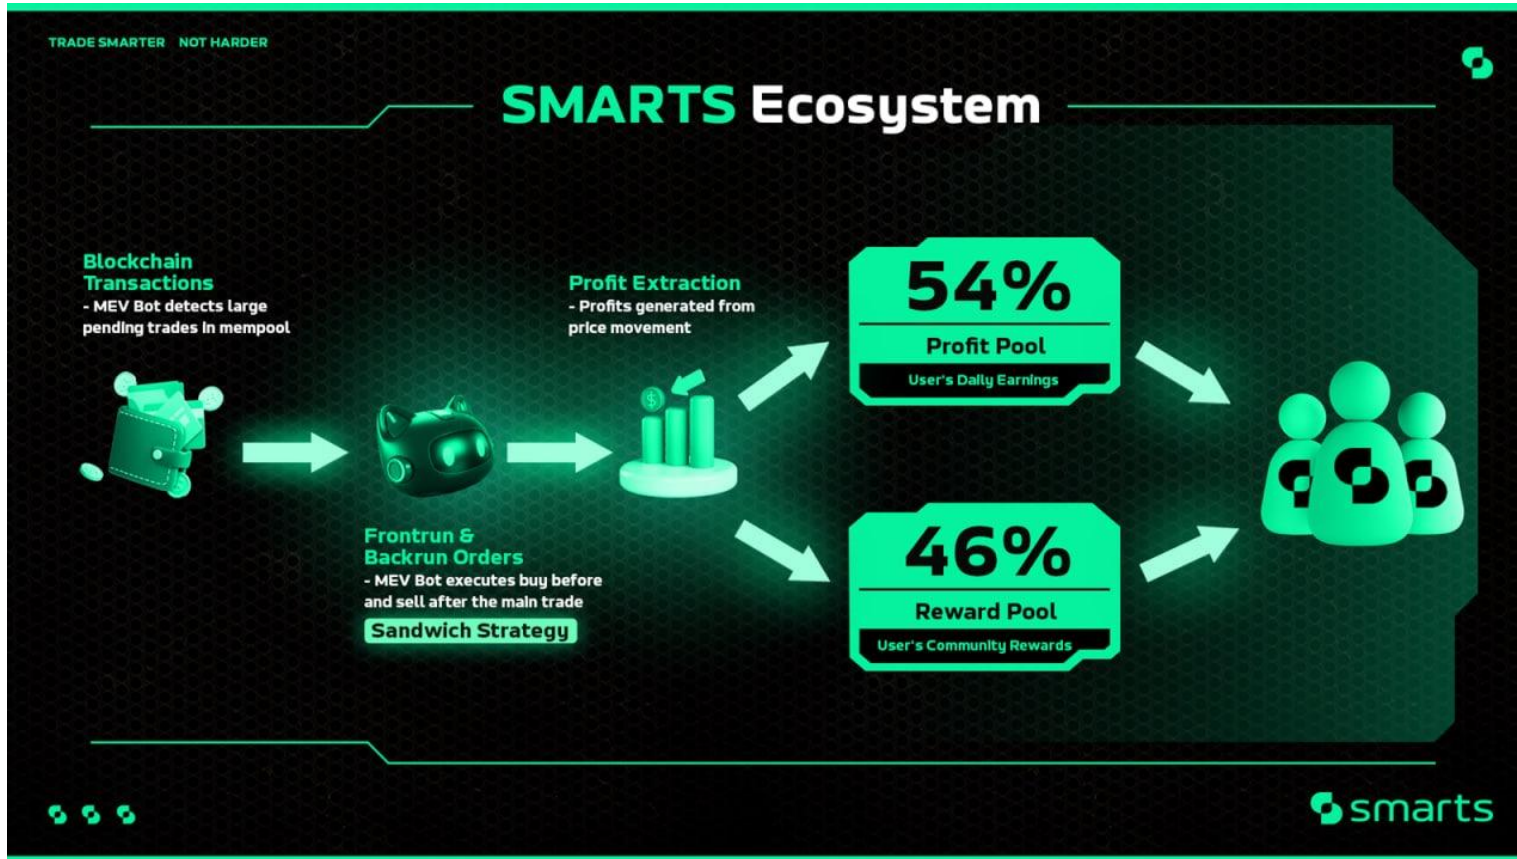 TRADE SMARTER NOT HARDER
SMARTS Ecosystem
Blockchain
Transactions
- MEV Bot detects large
pending trades in mempool
Frontrun &
Backrun Orders
- MEV Bot executes buy before
and sell after the main trade
Sandwich Strategy
Profit Extraction
- Profits generated from
price movement
$
54%
Profit Pool
User's Daily Earnings
46%
Reward Pool
User's Community Rewards
smarts